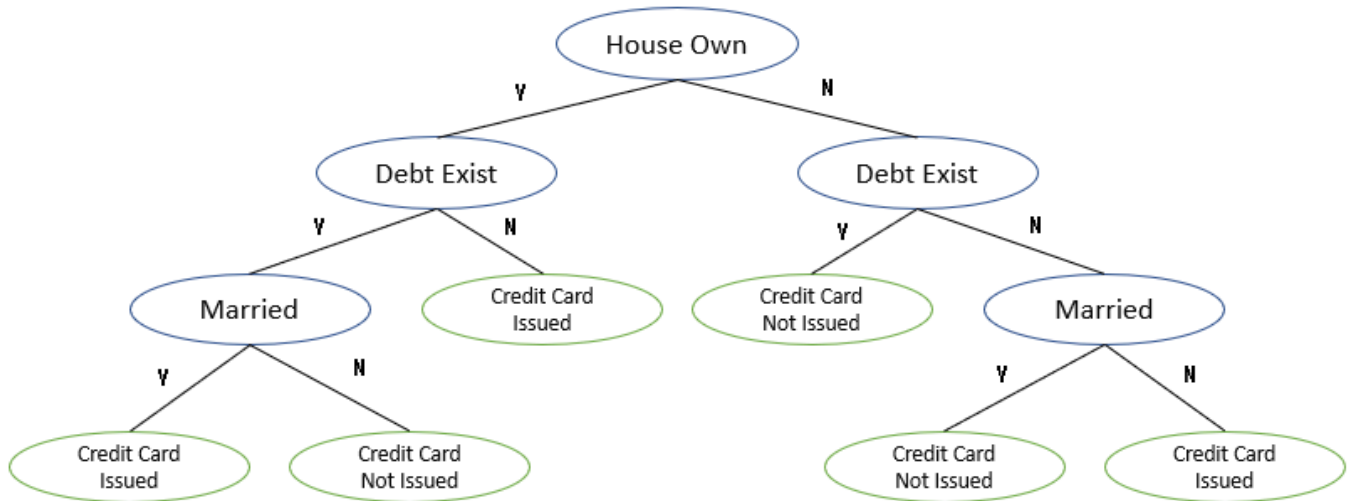 House Own
Y
N
Debt Exist
Debt Exist
Y
N
Y
N
Married
Credit Card
Issued
Credit Card
Not Issued
Married
Y
N
Y
N
Credit Card
Issued
Credit Card
Not Issued
Credit Card
Not Issued
Credit Card
Issued